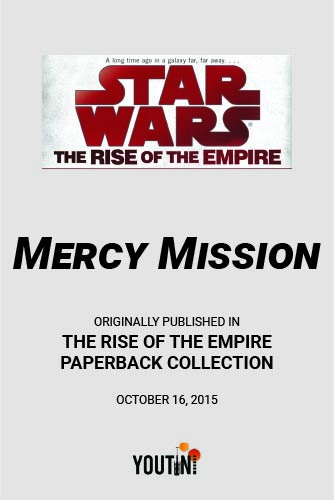 A long time ago in a galaxy far, far away. . . .
STAR
WARS®
THE RISE OF THE EMPIRE
MERCY MISSION
ORIGINALLY PUBLISHED IN
THE RISE OF THE EMPIRE
PAPERBACK COLLECTION
OCTOBER 16, 2015
YOUTINI